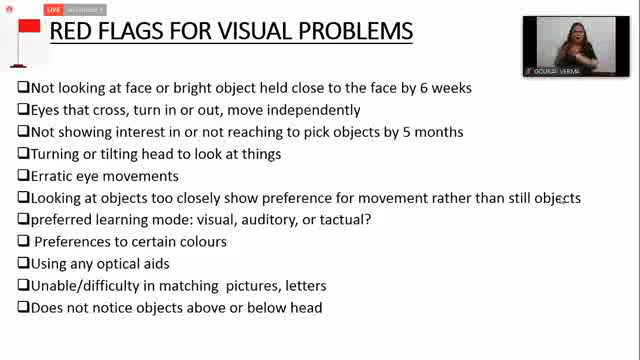 LIVE
RED FLAGS FOR VISUAL PROBLEMS
GOURAV VERMA
Not looking at face or bright object held close to the face by 6 weeks
Eyes that cross, turn in or out, move independently
Not showing interest in or not reaching to pick objects by 5 months
Turning or tilting head to look at things
Erratic eye movements
Looking at objects too closely show preference for movement rather than still objects
preferred learning mode: visual, auditory, or tactual?
Preferences to certain colours
Using any optical aids
Unable/difficulty in matching pictures, letters
Does not notice objects above or below head